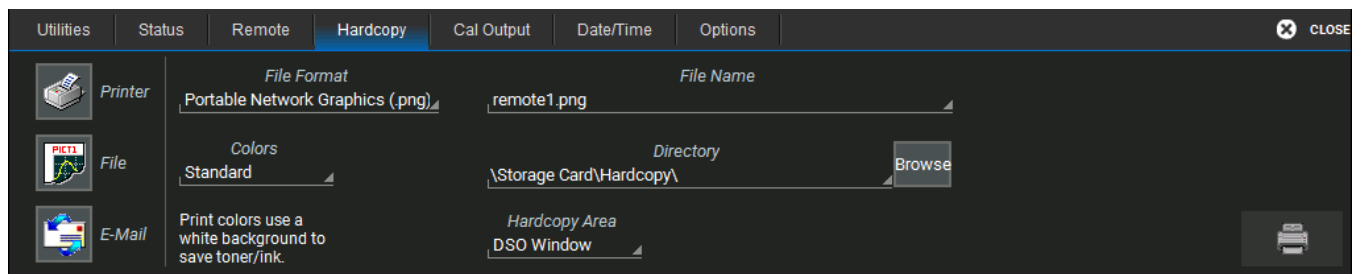 Utilities
Status
Remote
Hardcopy
Cal Output
Date/Time
Options
CLOSE
Printer
File Format
Portable Network Graphics (.png)
File Name
remote1.png
PICT1
File
Colors
Standard
Directory
\Storage Card\Hardcopy\
Browse
E-Mail
Print colors use a
white background to
save toner/ink.
Hardcopy Area
DSO Window